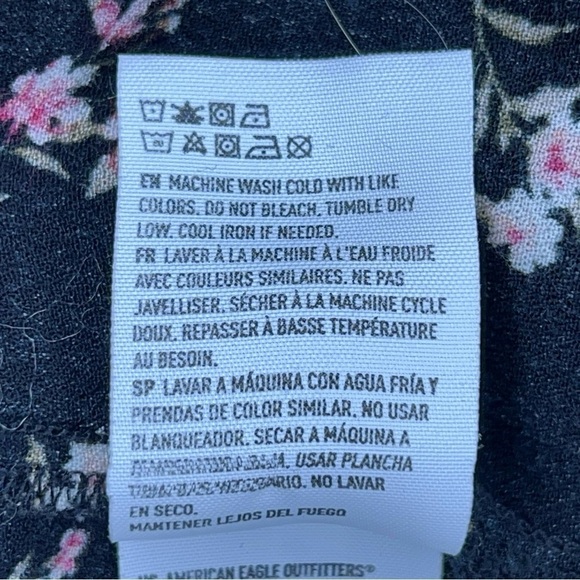 EN MACHINE WASH COLD WITH LIKE
COLORS. DO NOT BLEACH. TUMBLE DRY
LOW. COOL IRON IF NEEDED.
FR LAVER À LA MACHINE À L'EAU FROIDE
AVEC COULEURS SIMILAIRES. NE PAS
JAVELLISER. SÉCHER À LA MACHINE CYCLE
DOUX. REPASSER À BASSE TEMPÉRATURE
AU BESOIN.
SP LAVAR A MÁQUINA CON AGUA FRÍA Y
PRENDAS DE COLOR SIMILAR. NO USAR
BLANQUEADOR. SECAR A MÁQUINA A
USAR PLANCHA
NO LAVAR
EN SECO.
MANTENER LEJOS DEL FUEGO
AMERICAN EAGLE OUTFITTERS®